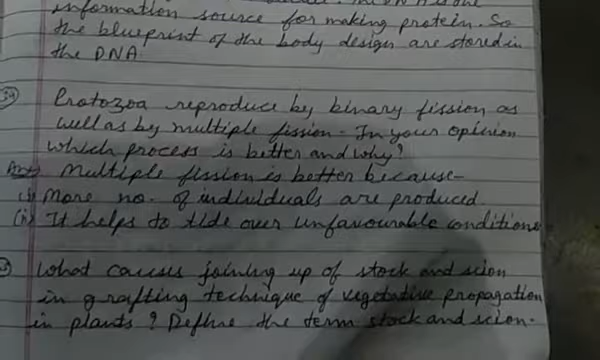 information source for making protein. So
the blueprint of the body design are stored in
the DNA
Protozoa reproduce by binary fission as
well as by multiple fission - In your opinion
which process is better and why?
Ans) Multiple fission is better because-
(i) More no. of individuals are produced
(ii) It helps to tide over unfavourable conditions
What causes joining up of stock and scion
in grafting technique of vegetative propagation
in plants? Define the term stock and scion.